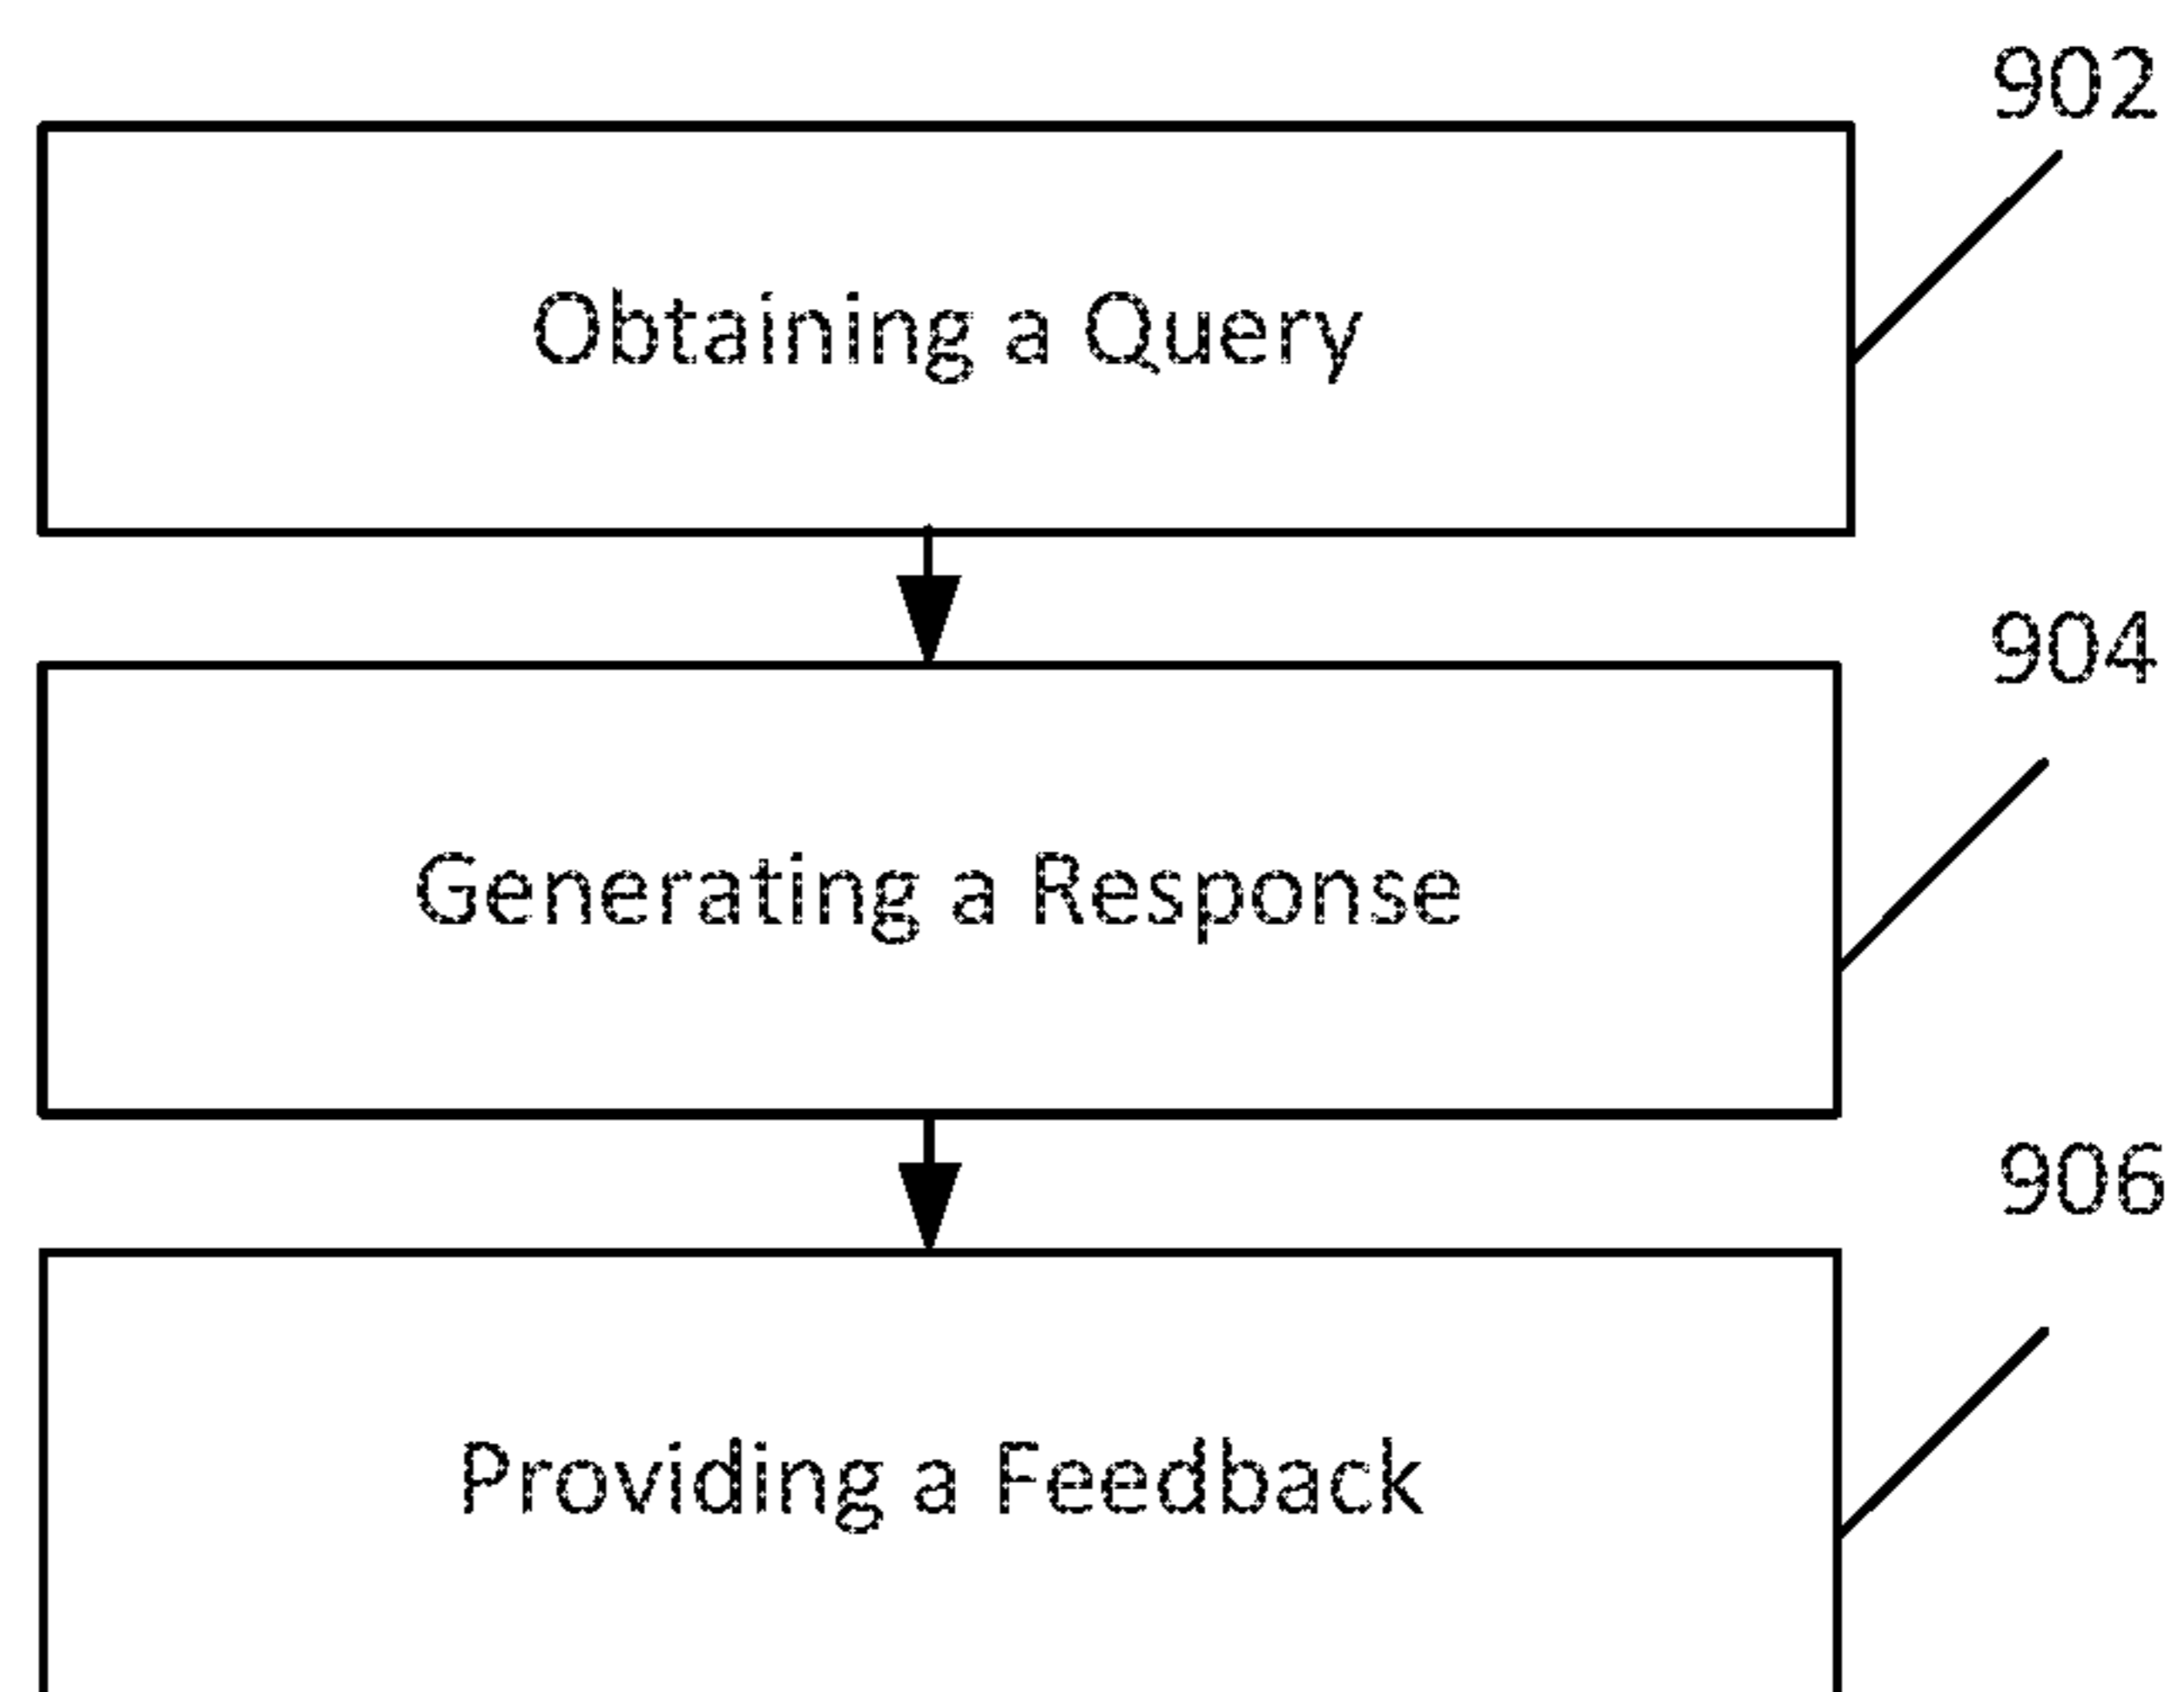 902
Obtaining a Query
904
Generating a Response
906
Providing a Feedback